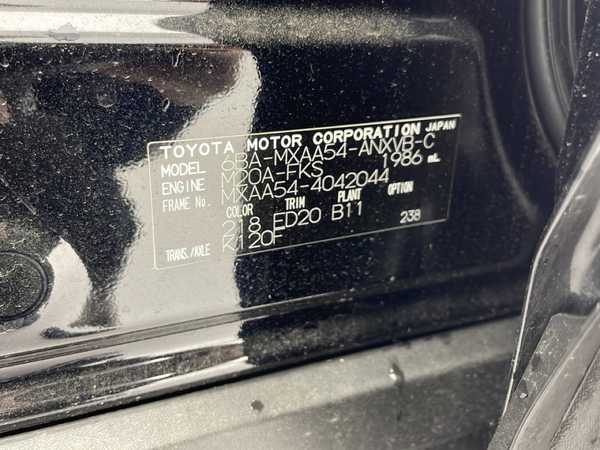 TOYOTA MOTOR CORPORATION JAPAN
MODEL 6BA-MXAA54-ANXVB-C
ENGINE M20A-FKS 1986 mL
FRAME No. MXAA54-4042044
COLOR TRIM PLANT OPTION
218 ED20 B11 238
TRANS./AXLE K120F